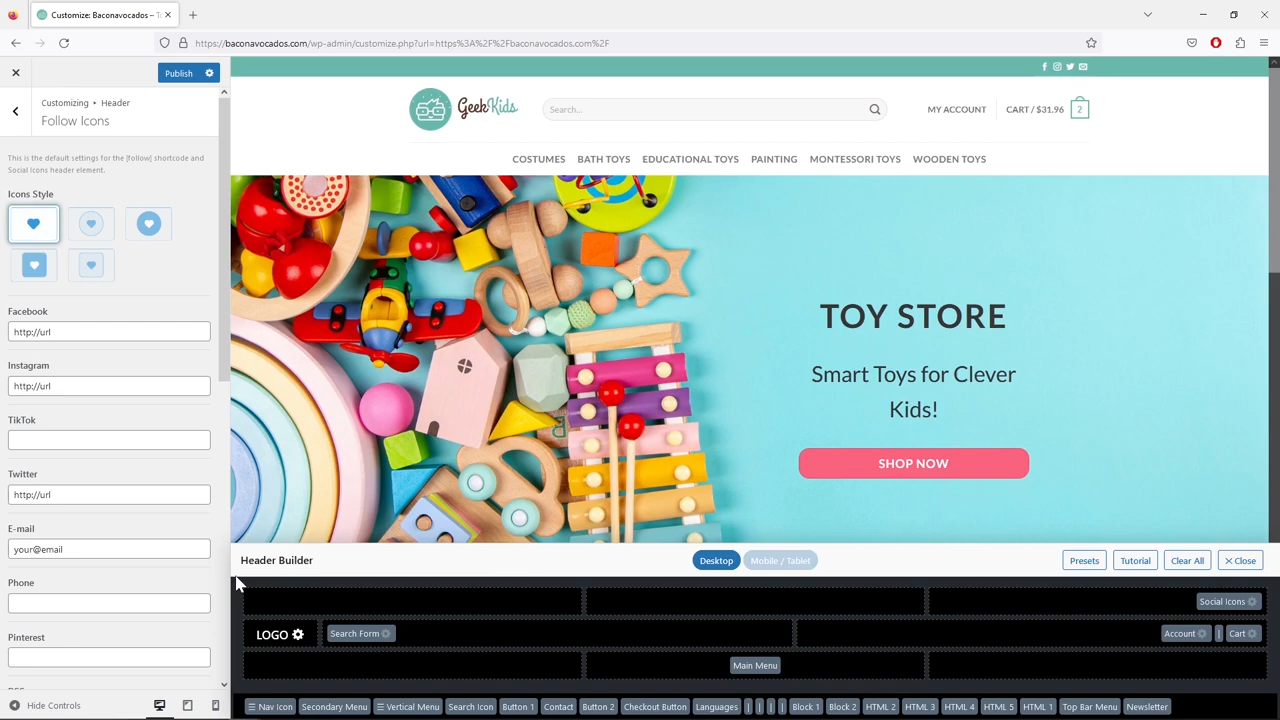 Customize: Baconavocados – T
https://baconavocados.com/wp-admin/customize.php?url=https%3A%2F%2Fbaconavocados.com%2F
Publish
Customizing • Header
Follow Icons
This is the default settings for the [follow] shortcode and
Social Icons header element.
Icons Style
Facebook
http://url
Instagram
http://url
TikTok
Twitter
http://url
E-mail
your@email
Phone
Pinterest
Hide Controls
GeekKids
Search...
MY ACCOUNT
CART / $31.96
2
COSTUMES BATH TOYS EDUCATIONAL TOYS PAINTING MONTESSORI TOYS WOODEN TOYS
TOY STORE
Smart Toys for Clever
Kids!
SHOP NOW
Header Builder
Desktop
Mobile / Tablet
Presets
Tutorial
Clear All
Close
Social Icons
LOGO
Search Form
Account
|
Cart
Main Menu
Nav Icon Secondary Menu Vertical Menu Search Icon Button 1 Contact Button 2 Checkout Button Languages | | | | Block 1 Block 2 HTML 2 HTML 3 HTML 4 HTML 5 HTML 1 Top Bar Menu Newsletter